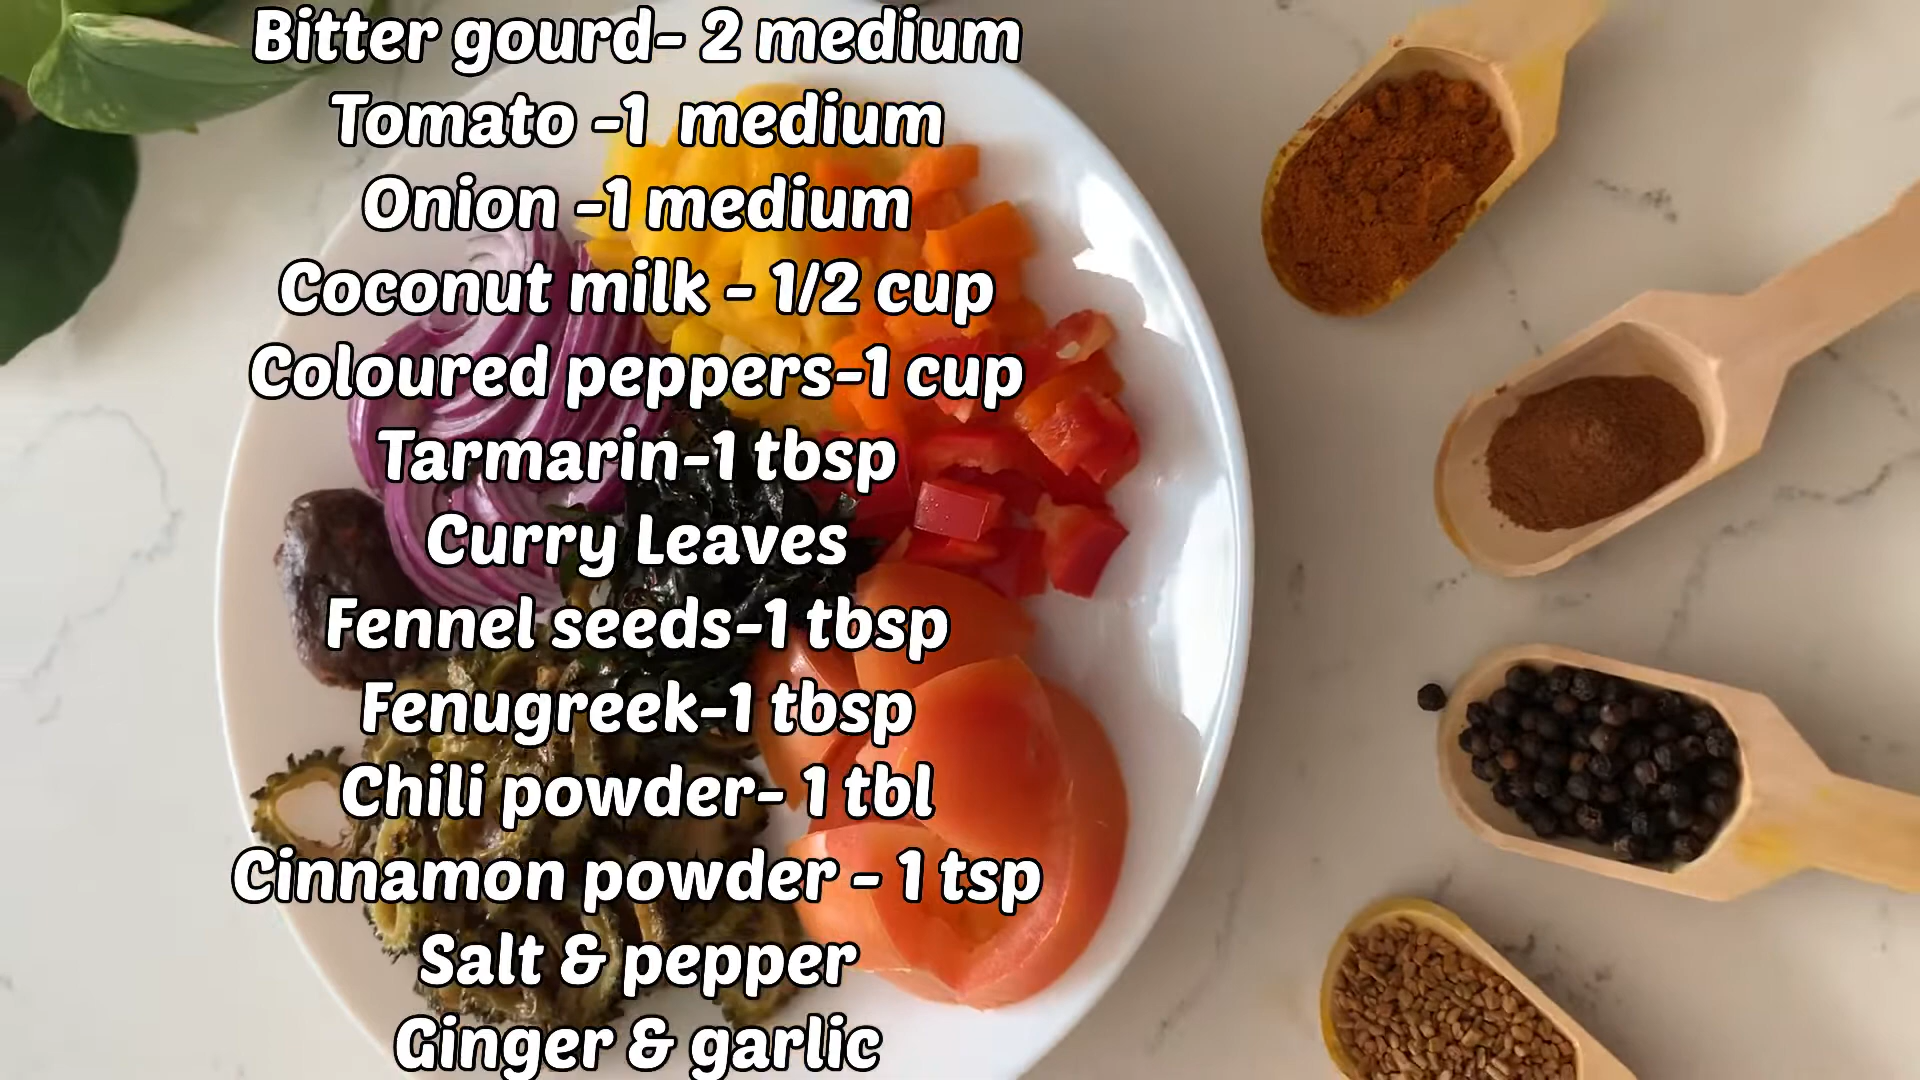 Bitter gourd- 2 medium
Tomato -1 medium
Onion -1 medium
Coconut milk - 1/2 cup
Coloured peppers-1 cup
Tarmarin-1 tbsp
Curry Leaves
Fennel seeds-1 tbsp
Fenugreek-1 tbsp
Chili powder- 1 tbl
Cinnamon powder - 1 tsp
Salt & pepper
Ginger & garlic